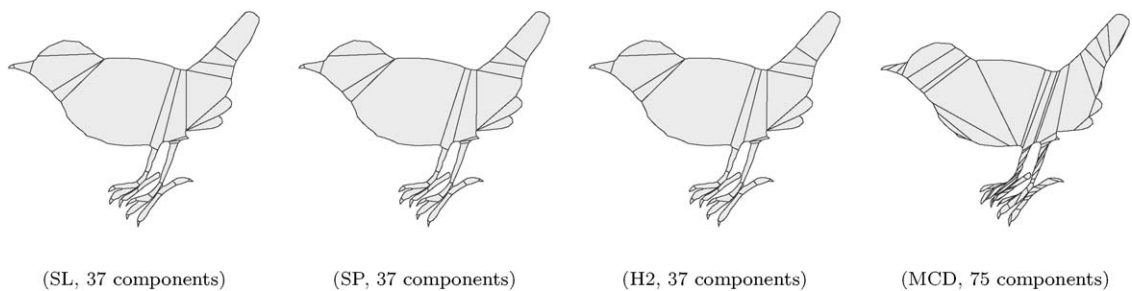 (SL, 37 components)
(SP, 37 components)
(H2, 37 components)
(MCD, 75 components)